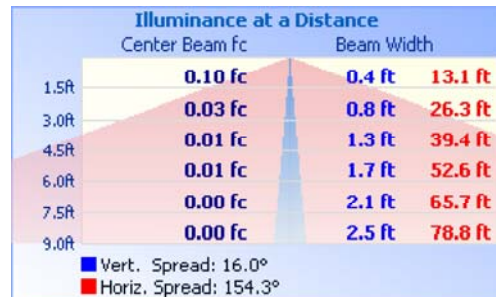 Illuminance at a Distance
Center Beam fc Beam Width
1.5ft 0.10 fc 0.4 ft 13.1 ft
3.0ft 0.03 fc 0.8 ft 26.3 ft
4.5ft 0.01 fc 1.3 ft 39.4 ft
6.0ft 0.01 fc 1.7 ft 52.6 ft
7.5ft 0.00 fc 2.1 ft 65.7 ft
9.0ft 0.00 fc 2.5 ft 78.8 ft
Vert. Spread: 16.0°
Horiz. Spread: 154.3°